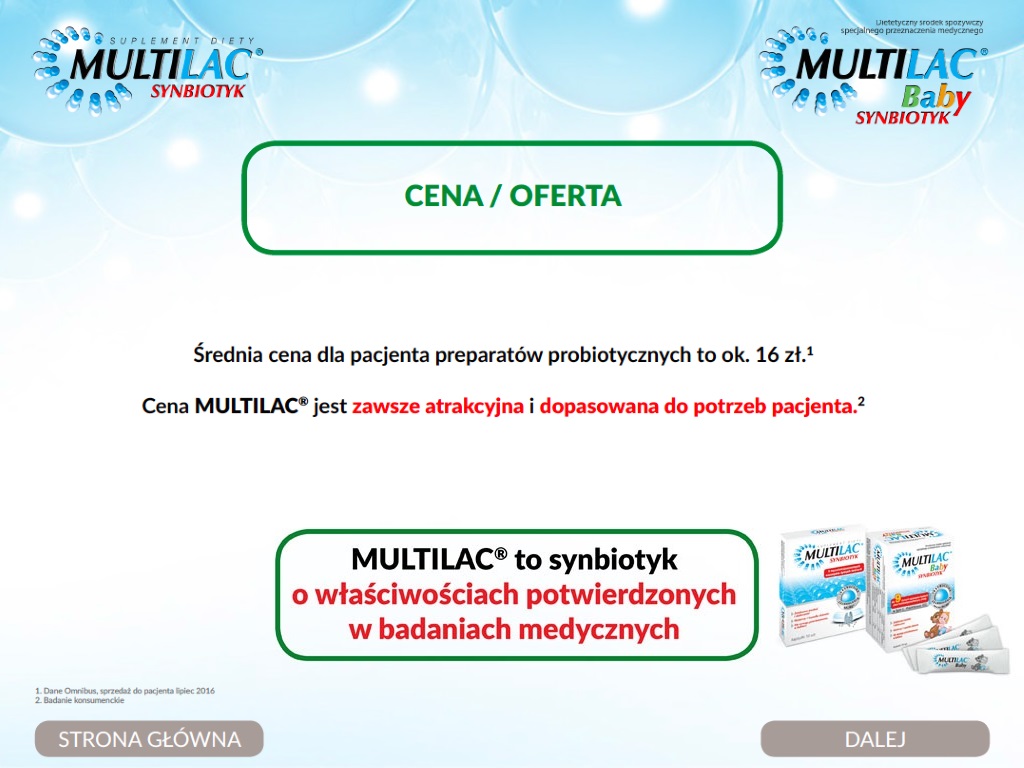 SUPLEMENT DIETY
MULTILAC®
SYNBIOTYK
Dietetyczny środek spożywczy
specjalnego przeznaczenia medycznego
MULTILAC®
Baby
SYNBIOTYK
CENA / OFERTA
Średnia cena dla pacjenta preparatów probiotycznych to ok. 16 zł.¹
Cena MULTILAC® jest zawsze atrakcyjna i dopasowana do potrzeb pacjenta.²
MULTILAC® to synbiotyk
o właściwościach potwierdzonych
w badaniach medycznych
MULTILAC
SYNBIOTYK
MULTILAC
Baby
SYNBIOTYK
MULTILAC
Baby
1. Dane Omnibus, sprzedaż do pacjenta lipiec 2016
2. Badanie konsumenckie
STRONA GŁÓWNA
DALEJ